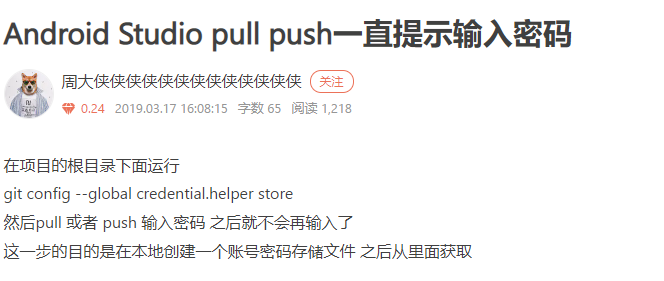 Android Studio pull push一直提示输入密码
周大侠侠侠侠侠侠侠侠侠侠侠侠侠 关注
0.24 2019.03.17 16:08:15 字数 65 阅读 1,218
在项目的根目录下面运行
git config --global credential.helper store
然后pull 或者 push 输入密码 之后就不会再输入了
这一步的目的是在本地创建一个账号密码存储文件 之后从里面获取